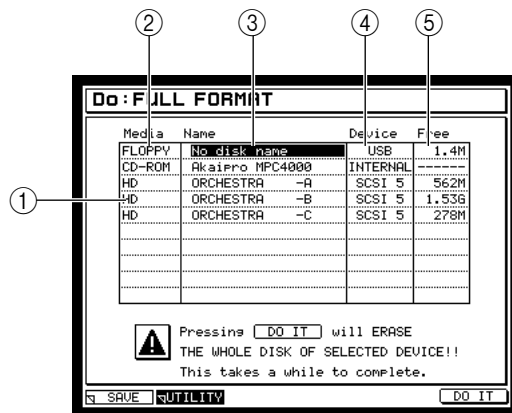 ② ③ ④ ⑤
Do:FULL FORMAT
Media Name Device Free
FLOPPY No disk name USB 1.4M
CD-ROM Akaipro MPC4000 INTERNAL ------
① HD ORCHESTRA -A SCSI 5 562M
HD ORCHESTRA -B SCSI 5 1.53G
HD ORCHESTRA -C SCSI 5 278M
Pressing DO IT will ERASE
THE WHOLE DISK OF SELECTED DEVICE!!
This takes a while to complete.
SAVE UTILITY DO IT